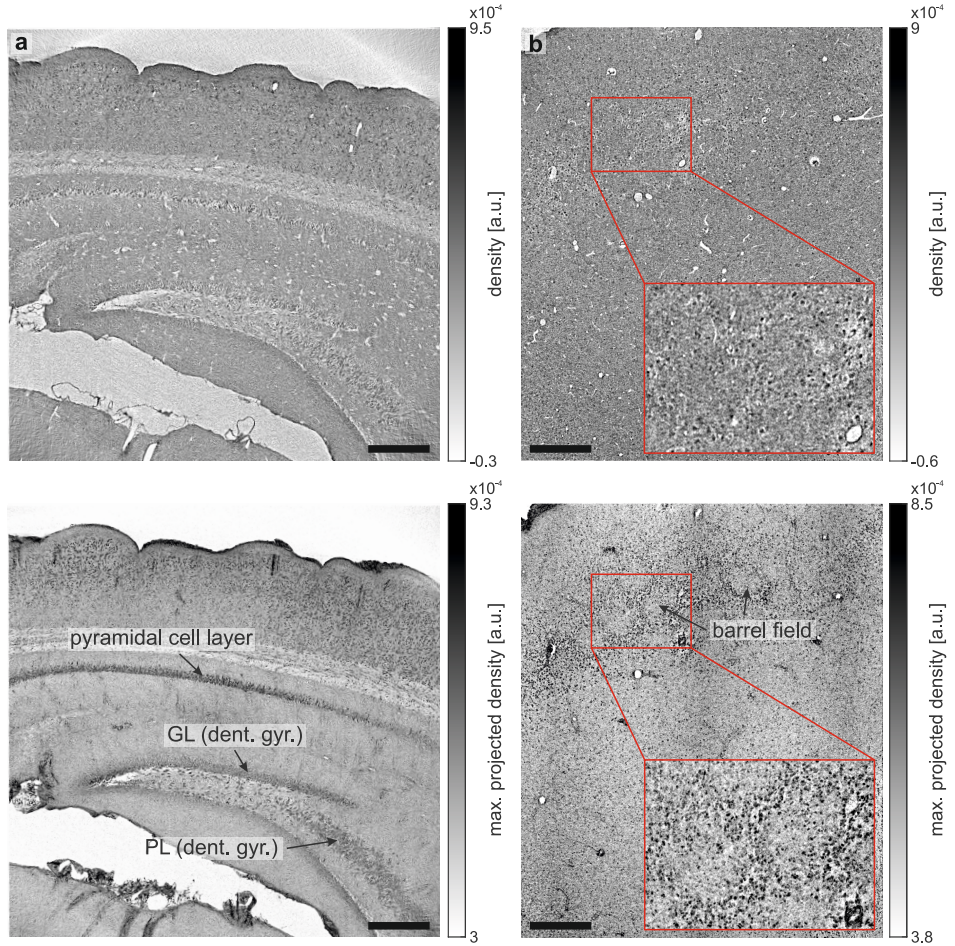 a
x10⁻⁴
9.5
density [a.u.]
-0.3
b
x10⁻⁴
9
density [a.u.]
-0.6
x10⁻⁴
9.3
max. projected density [a.u.]
3
pyramidal cell layer
GL (dent. gyr.)
PL (dent. gyr.)
x10⁻⁴
8.5
max. projected density [a.u.]
3.8
barrel field